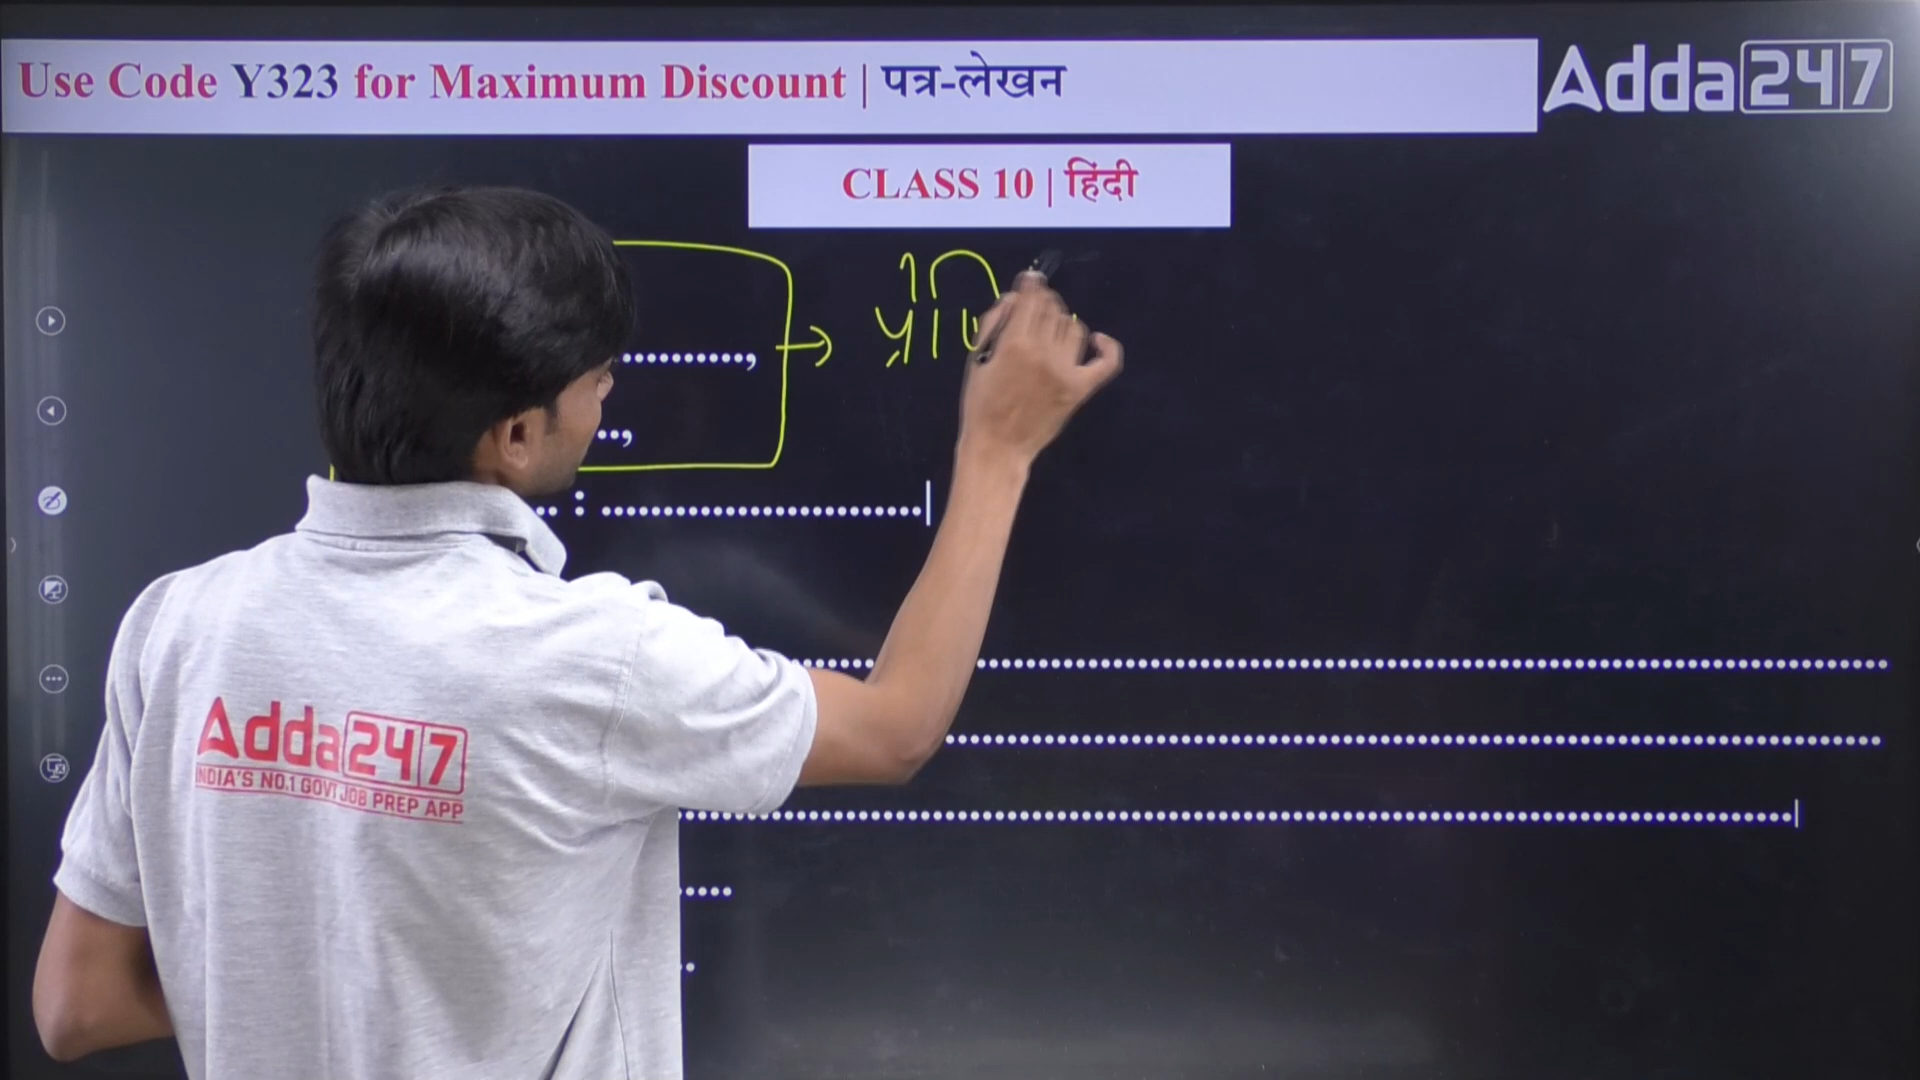 Use Code Y323 for Maximum Discount | पत्र-लेखन
Adda247
CLASS 10 | हिंदी
.............,
..,
.. : ..........................|
Adda247
INDIA'S NO.1 GOVT JOB PREP APP